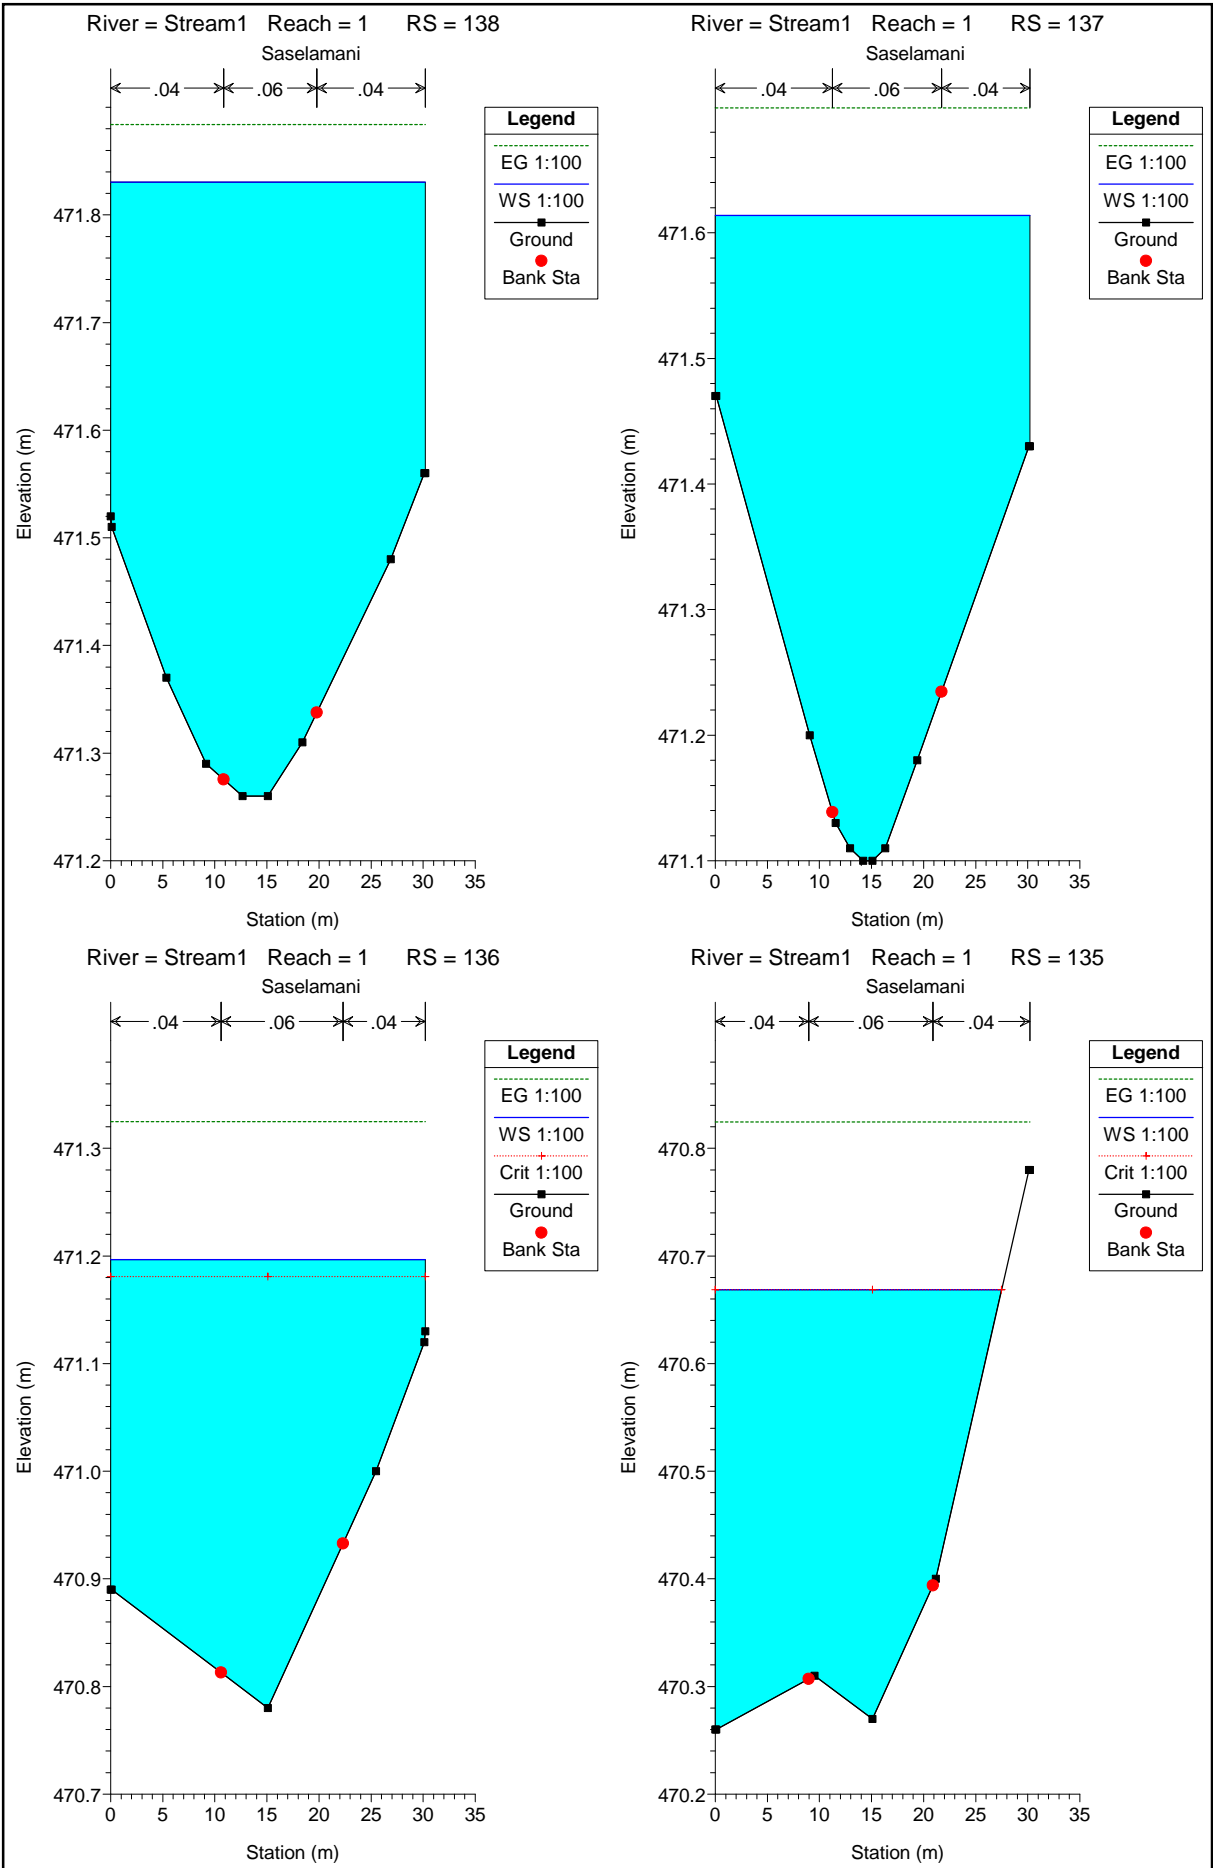 River = Stream1 Reach = 1 RS = 138
Saselamani
.04 .06 .04
Legend
EG 1:100
WS 1:100
Ground
Bank Sta
471.8
471.7
471.6
471.5
471.4
471.3
471.2
Elevation (m)
0 5 10 15 20 25 30 35
Station (m)
River = Stream1 Reach = 1 RS = 137
Saselamani
.04 .06 .04
Legend
EG 1:100
WS 1:100
Ground
Bank Sta
471.6
471.5
471.4
471.3
471.2
471.1
Elevation (m)
0 5 10 15 20 25 30 35
Station (m)
River = Stream1 Reach = 1 RS = 136
Saselamani
.04 .06 .04
Legend
EG 1:100
WS 1:100
Crit 1:100
Ground
Bank Sta
471.3
471.2
471.1
471.0
470.9
470.8
470.7
Elevation (m)
0 5 10 15 20 25 30 35
Station (m)
River = Stream1 Reach = 1 RS = 135
Saselamani
.04 .06 .04
Legend
EG 1:100
WS 1:100
Crit 1:100
Ground
Bank Sta
470.8
470.7
470.6
470.5
470.4
470.3
470.2
Elevation (m)
0 5 10 15 20 25 30 35
Station (m)